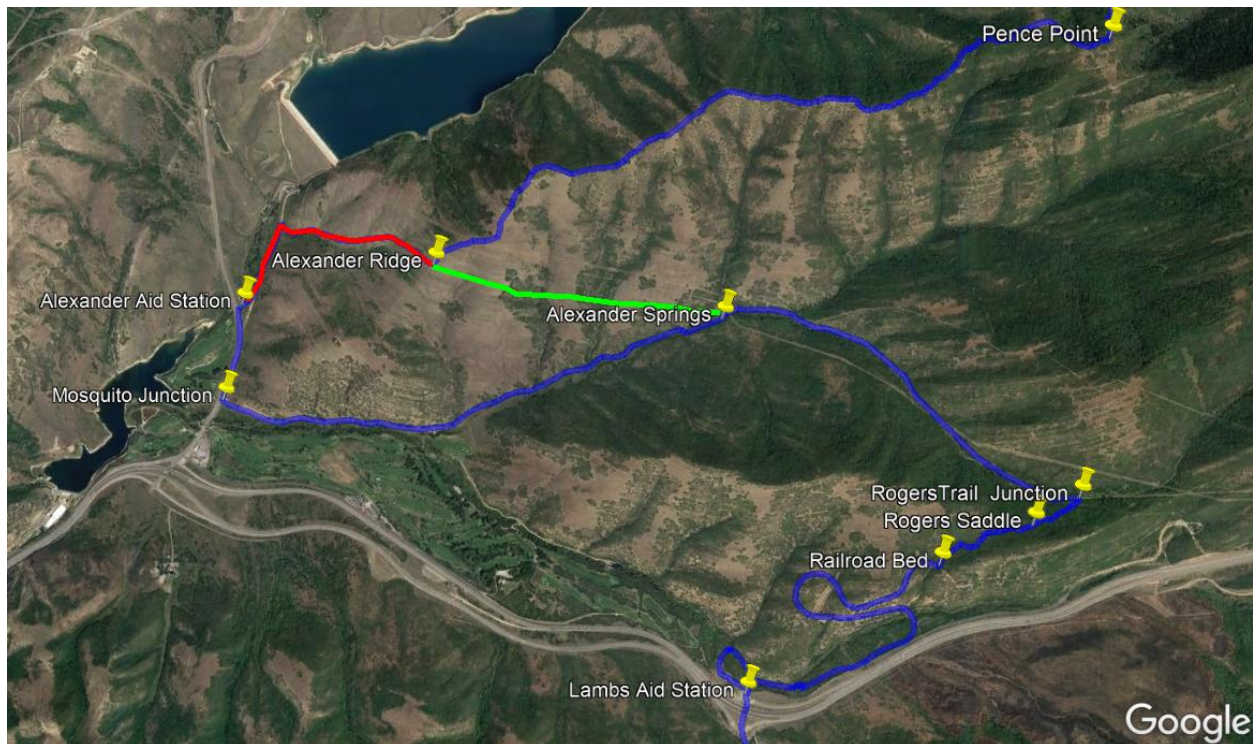 Pence Point
Alexander Ridge
Alexander Aid Station
Alexander Springs
Mosquito Junction
RogersTrail Junction
Rogers Saddle
Railroad Bed
Lambs Aid Station
Google